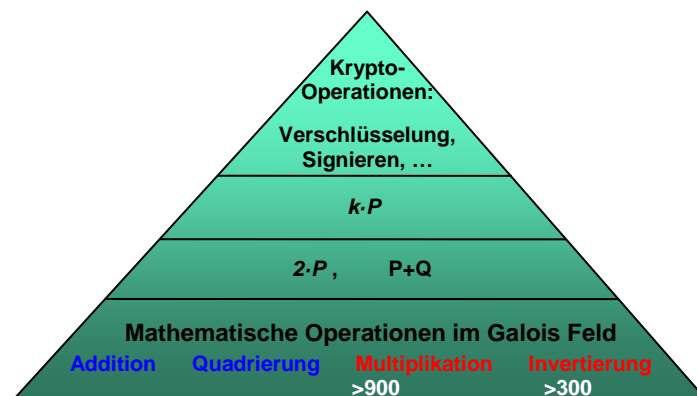 Krypto-
Operationen:
Verschlüsselung,
Signieren, …
k·P
2·P , P+Q
Mathematische Operationen im Galois Feld
Addition Quadrierung Multiplikation Invertierung
>900 >300